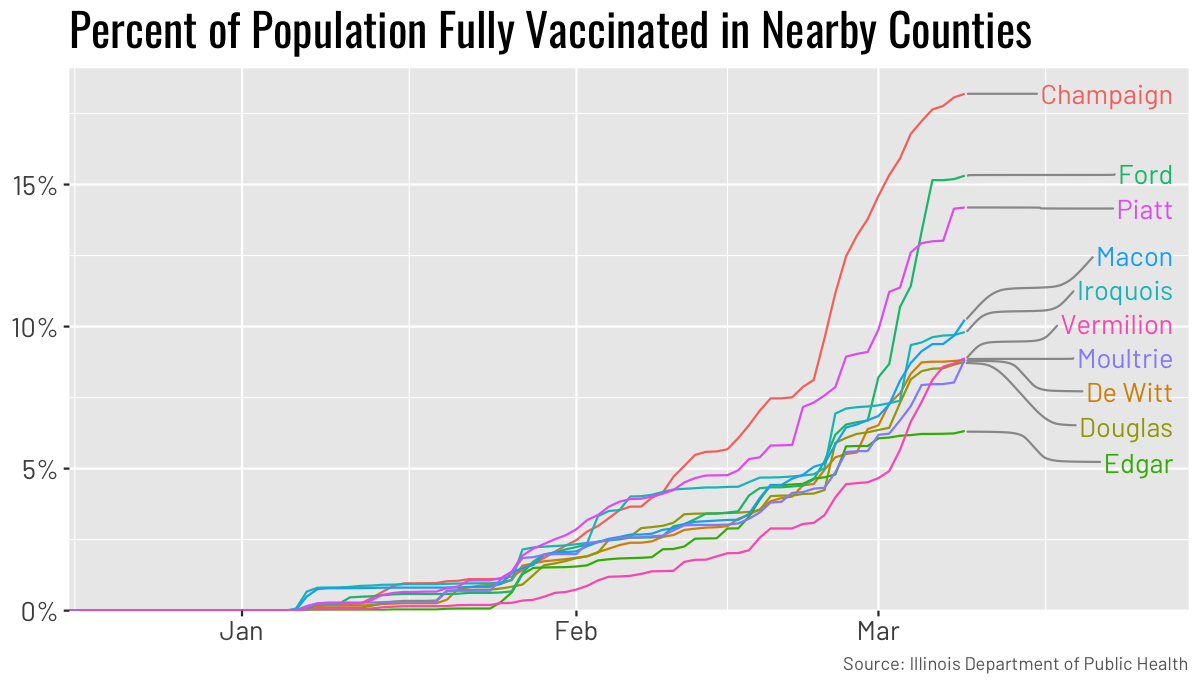 Percent of Population Fully Vaccinated in Nearby Counties
Champaign
15%
Ford
Piatt
Macon
Iroquois
10%
Vermilion
Moultrie
De Witt
Douglas
5%
Edgar
0%
Jan Feb Mar
Source: Illinois Department of Public Health